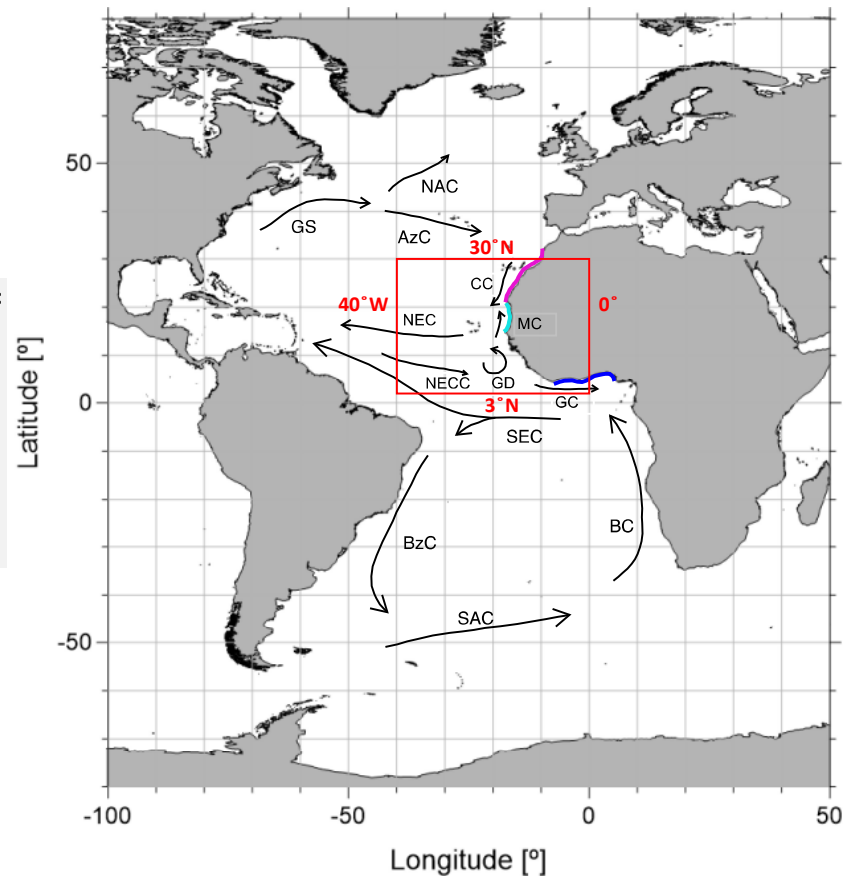 50
NAC
GS
AzC
30°N
CC
40°W
0°
NEC
MC
NECC
GD
GC
0
3°N
SEC
BC
BzC
SAC
-50
Latitude [º]
-100
-50
0
50
Longitude [º]
: